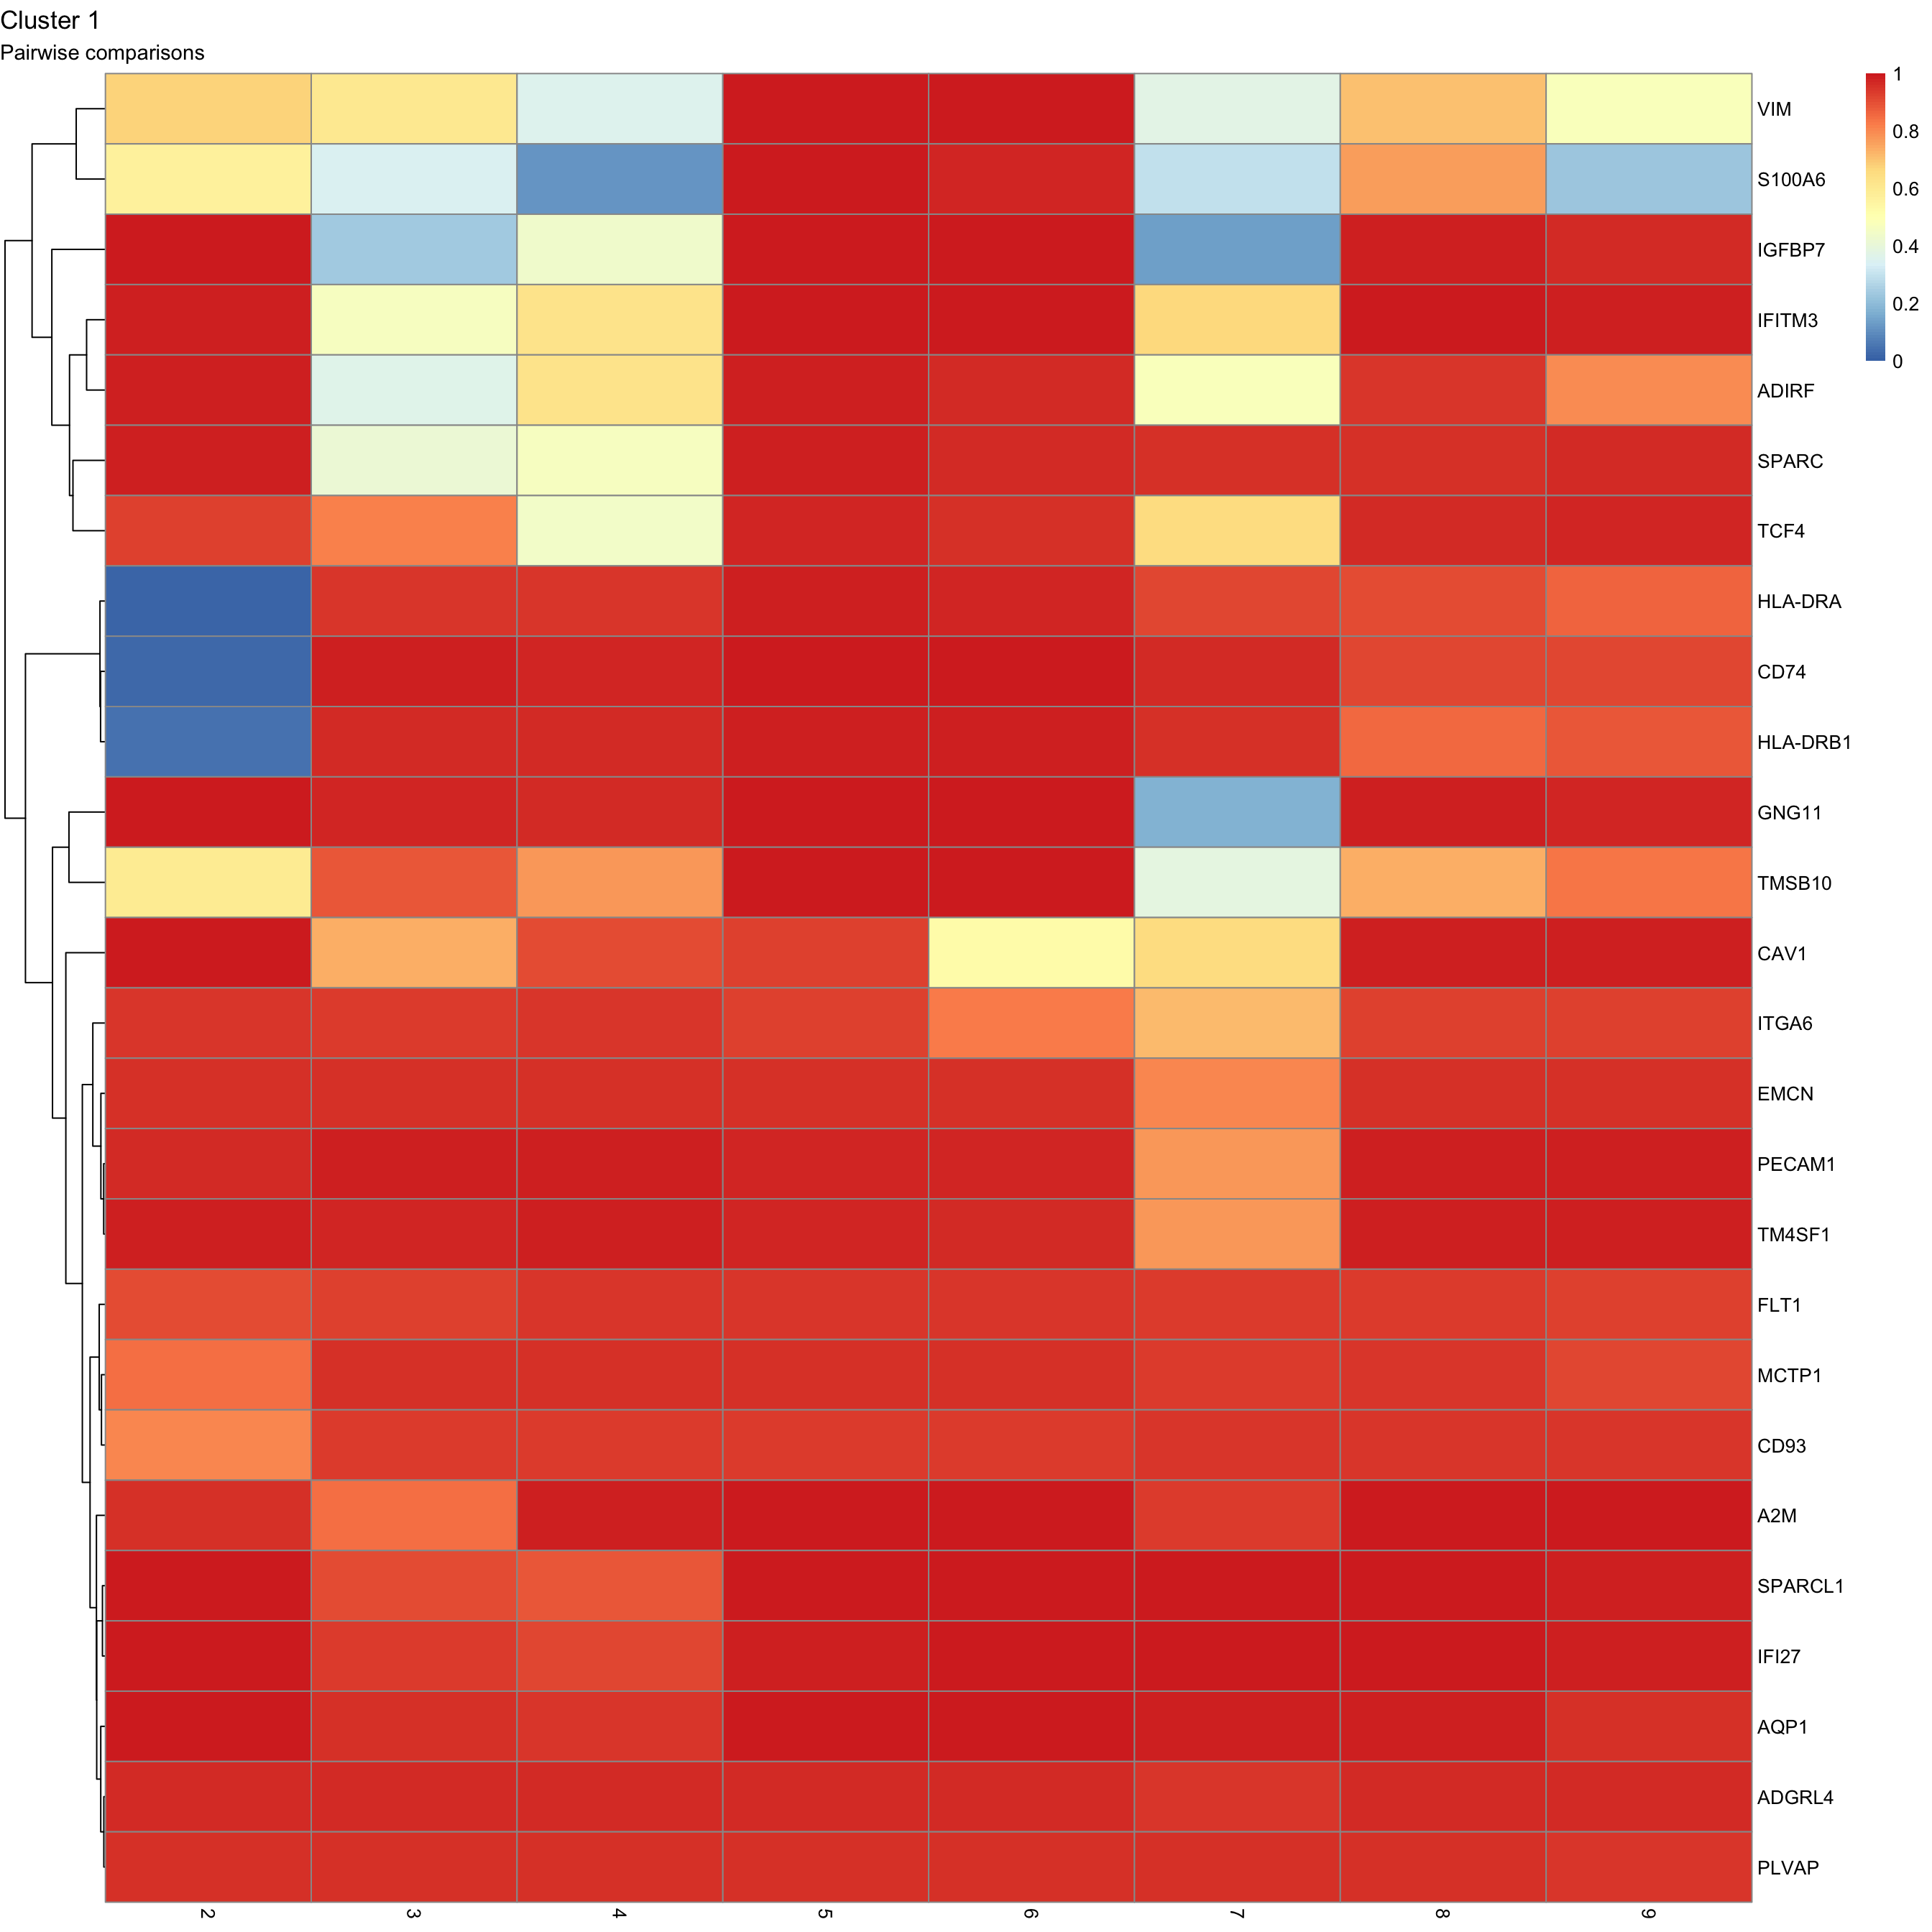 Cluster 1
Pairwise comparisons
1
0.8
0.6
0.4
0.2
0
VIM
S100A6
IGFBP7
IFITM3
ADIRF
SPARC
TCF4
HLA-DRA
CD74
HLA-DRB1
GNG11
TMSB10
CAV1
ITGA6
EMCN
PECAM1
TM4SF1
FLT1
MCTP1
CD93
A2M
SPARCL1
IFI27
AQP1
ADGRL4
PLVAP
2 3 4 5 6 7 8 9